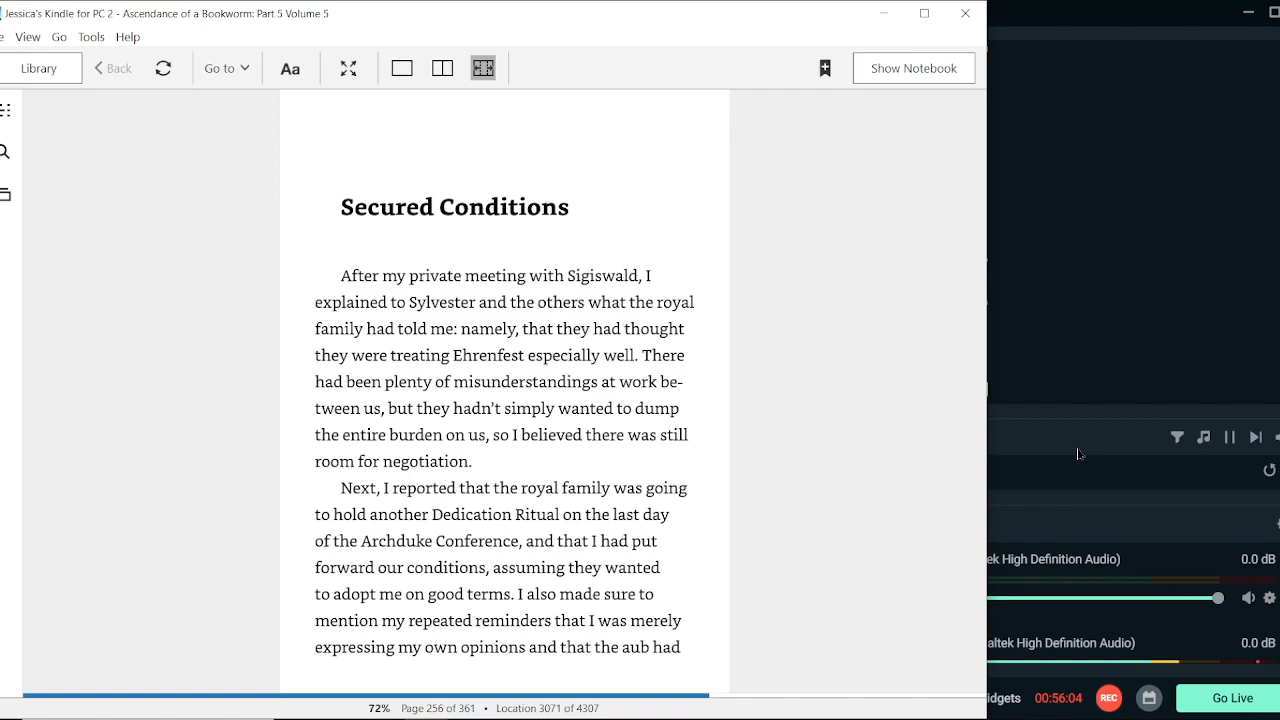 Jessica's Kindle for PC 2 - Ascendance of a Bookworm: Part 5 Volume 5
View Go Tools Help
Library Back Go to Aa Show Notebook
Secured Conditions
After my private meeting with Sigiswald, I
explained to Sylvester and the others what the royal
family had told me: namely, that they had thought
they were treating Ehrenfest especially well. There
had been plenty of misunderstandings at work be-
tween us, but they hadn't simply wanted to dump
the entire burden on us, so I believed there was still
room for negotiation.
Next, I reported that the royal family was going
to hold another Dedication Ritual on the last day
of the Archduke Conference, and that I had put
forward our conditions, assuming they wanted
to adopt me on good terms. I also made sure to
mention my repeated reminders that I was merely
expressing my own opinions and that the aub had
72% Page 256 of 361 • Location 3071 of 4307
ek High Definition Audio) 0.0 dB
altek High Definition Audio) 0.0 dB
idgets 00:56:04 REC Go Live